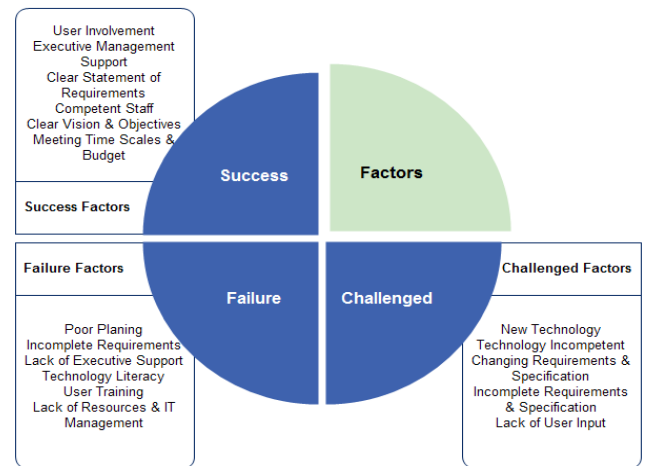 User Involvement
Executive Management
Support
Clear Statement of
Requirements
Competent Staff
Clear Vision & Objectives
Meeting Time Scales &
Budget
Success Factors
Success
Factors
Failure Factors
Failure
Challenged
Challenged Factors
Poor Planing
Incomplete Requirements
Lack of Executive Support
Technology Literacy
User Training
Lack of Resources & IT
Management
New Technology
Technology Incompetent
Changing Requirements &
Specification
Incomplete Requirements
& Specification
Lack of User Input